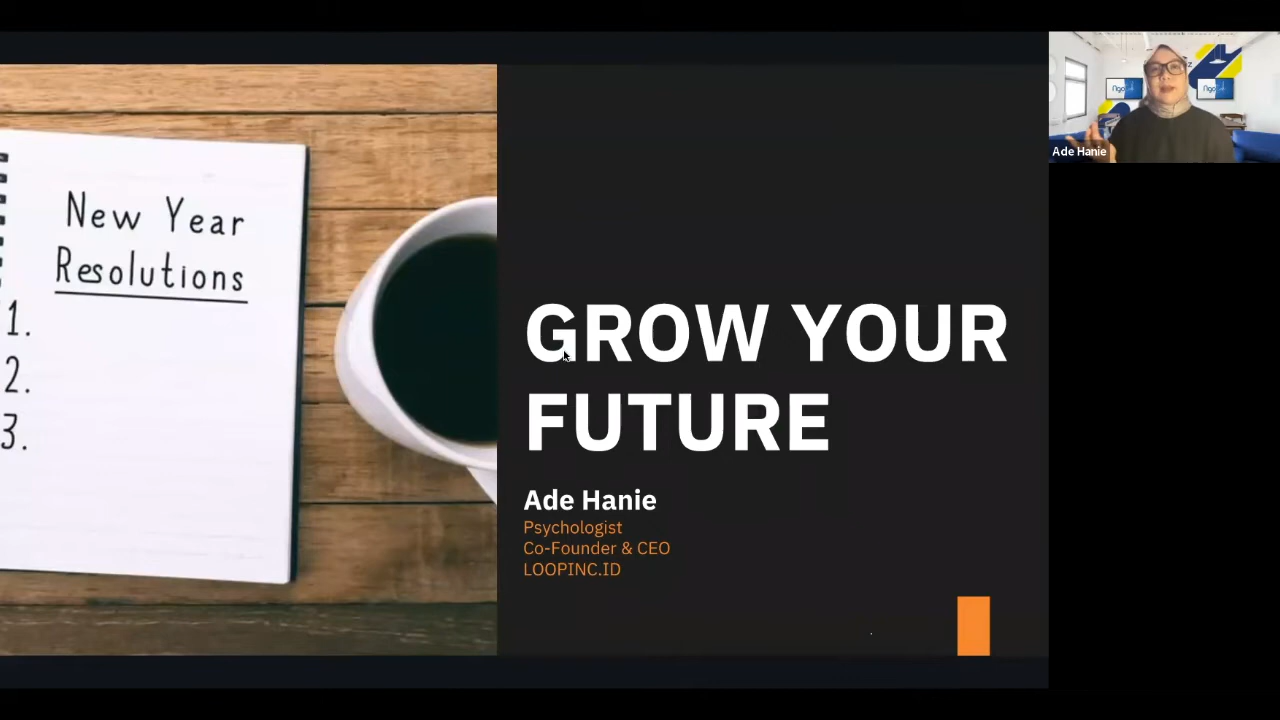 New Year
Resolutions
1.
2.
3.
GROW YOUR
FUTURE
Ade Hanie
Psychologist
Co-Founder & CEO
LOOPINC.ID
Ade Hanie